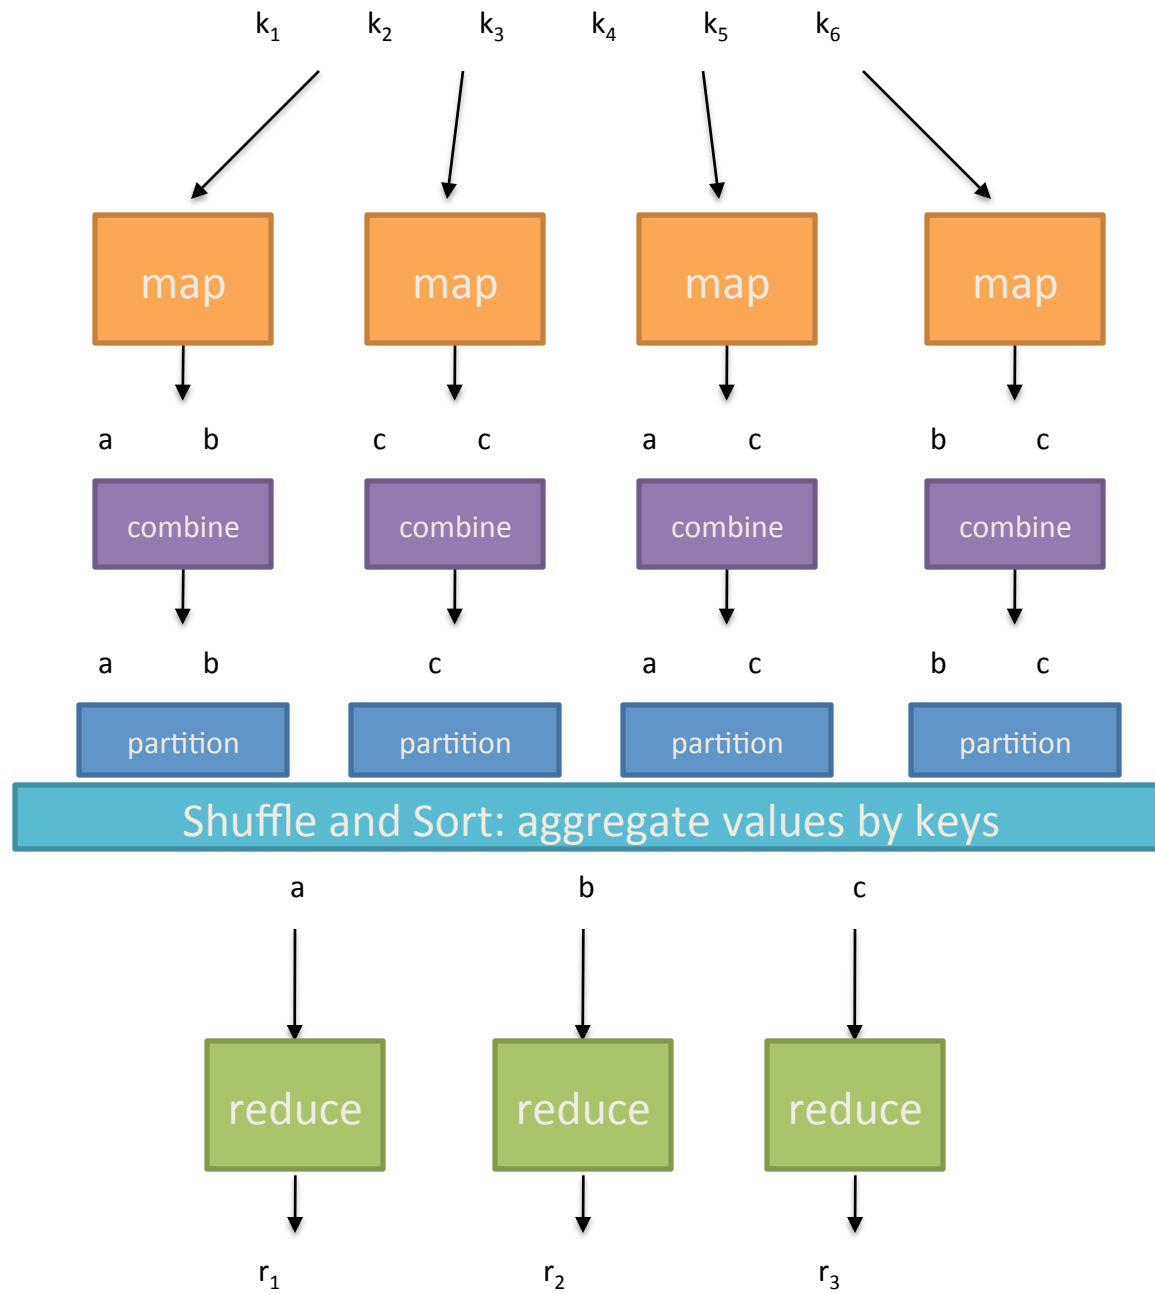 k₁ k₂ k₃ k₄ k₅ k₆
map map map map
a b c c a c b c
combine combine combine combine
a b c a c b c
partition partition partition partition
Shuffle and Sort: aggregate values by keys
a b c
reduce reduce reduce
r₁ r₂ r₃